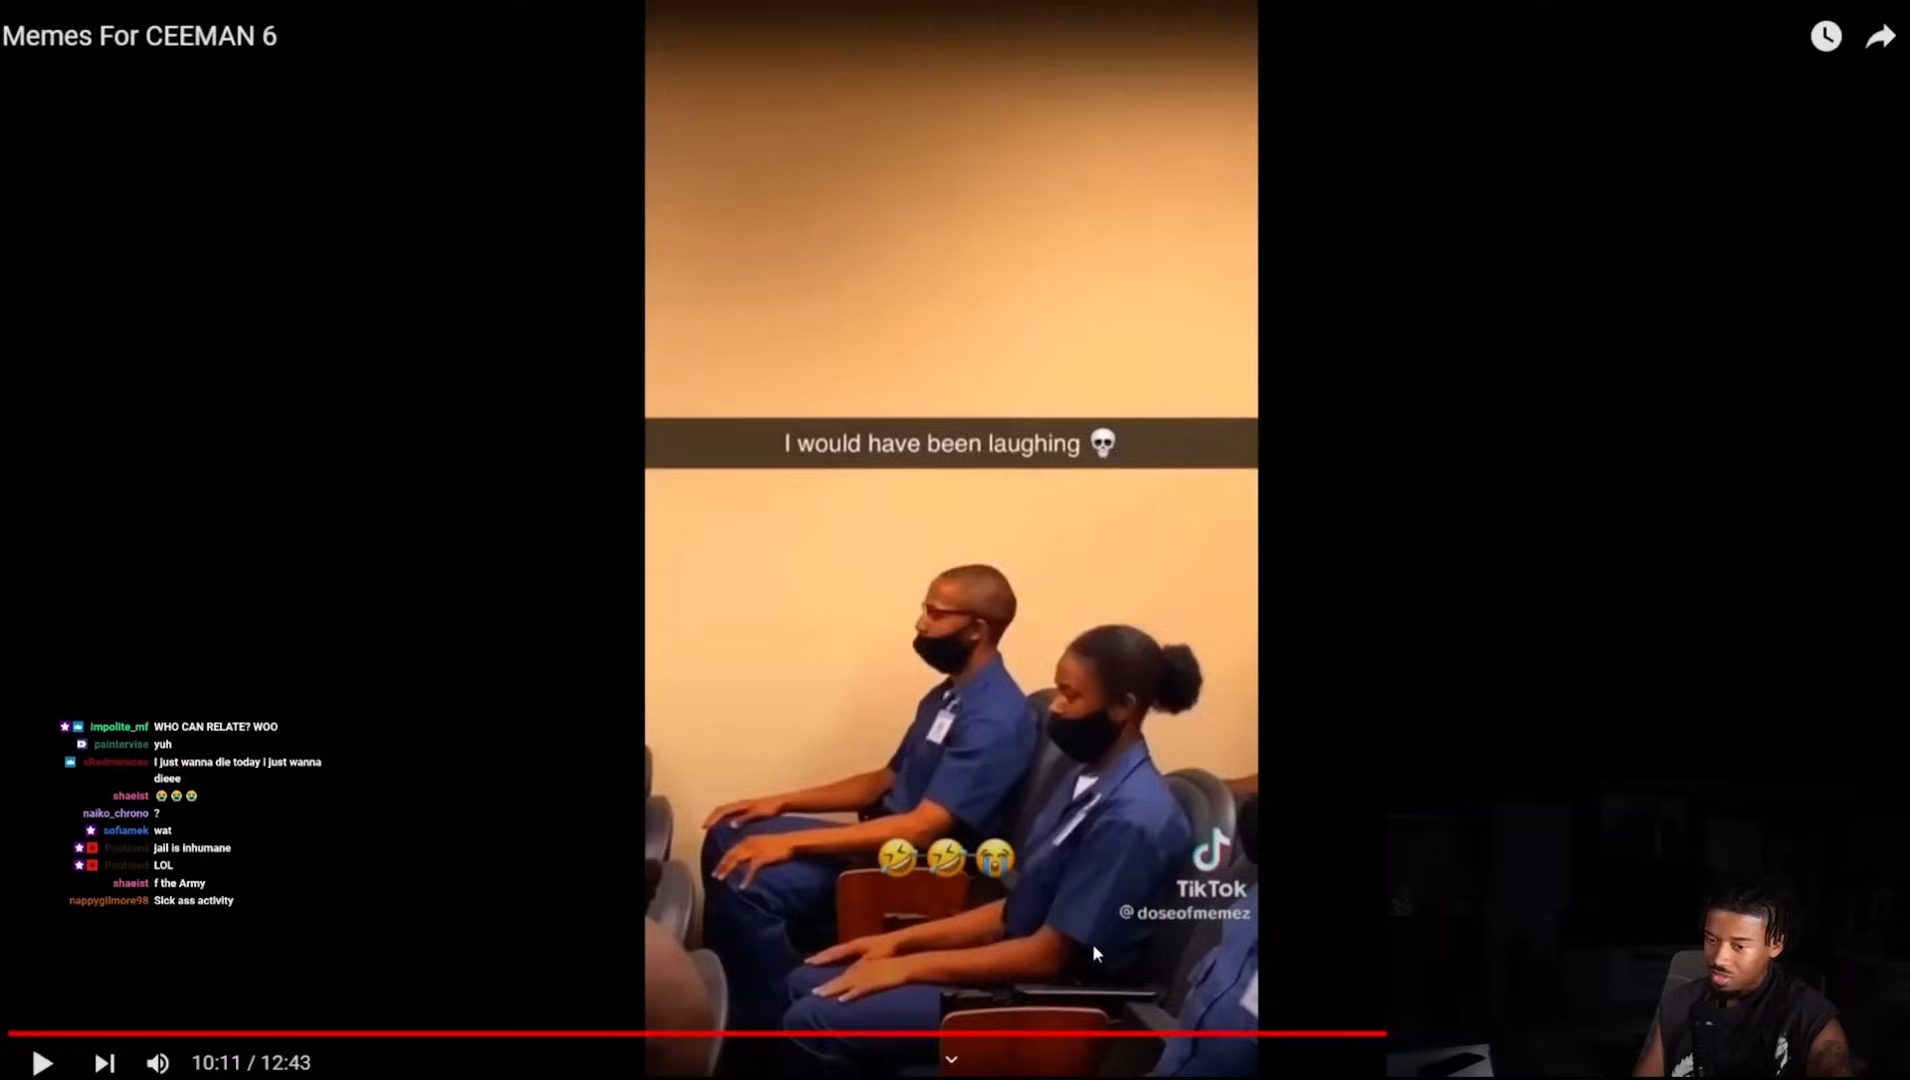 Memes For CEEMAN 6
I would have been laughing 💀
🤣🤣😭
TikTok
@doseofmemez
Impolite_mf WHO CAN RELATE? WOO
paintervise yuh
xRedmenicex I just wanna die today i just wanna
dieee
shaeist 😭 😭 😭
naiko_chrono ?
sofiamek wat
jail is inhumane
LOL
shaeist f the Army
nappygilmore98 Sick ass activity
10:11 / 12:43